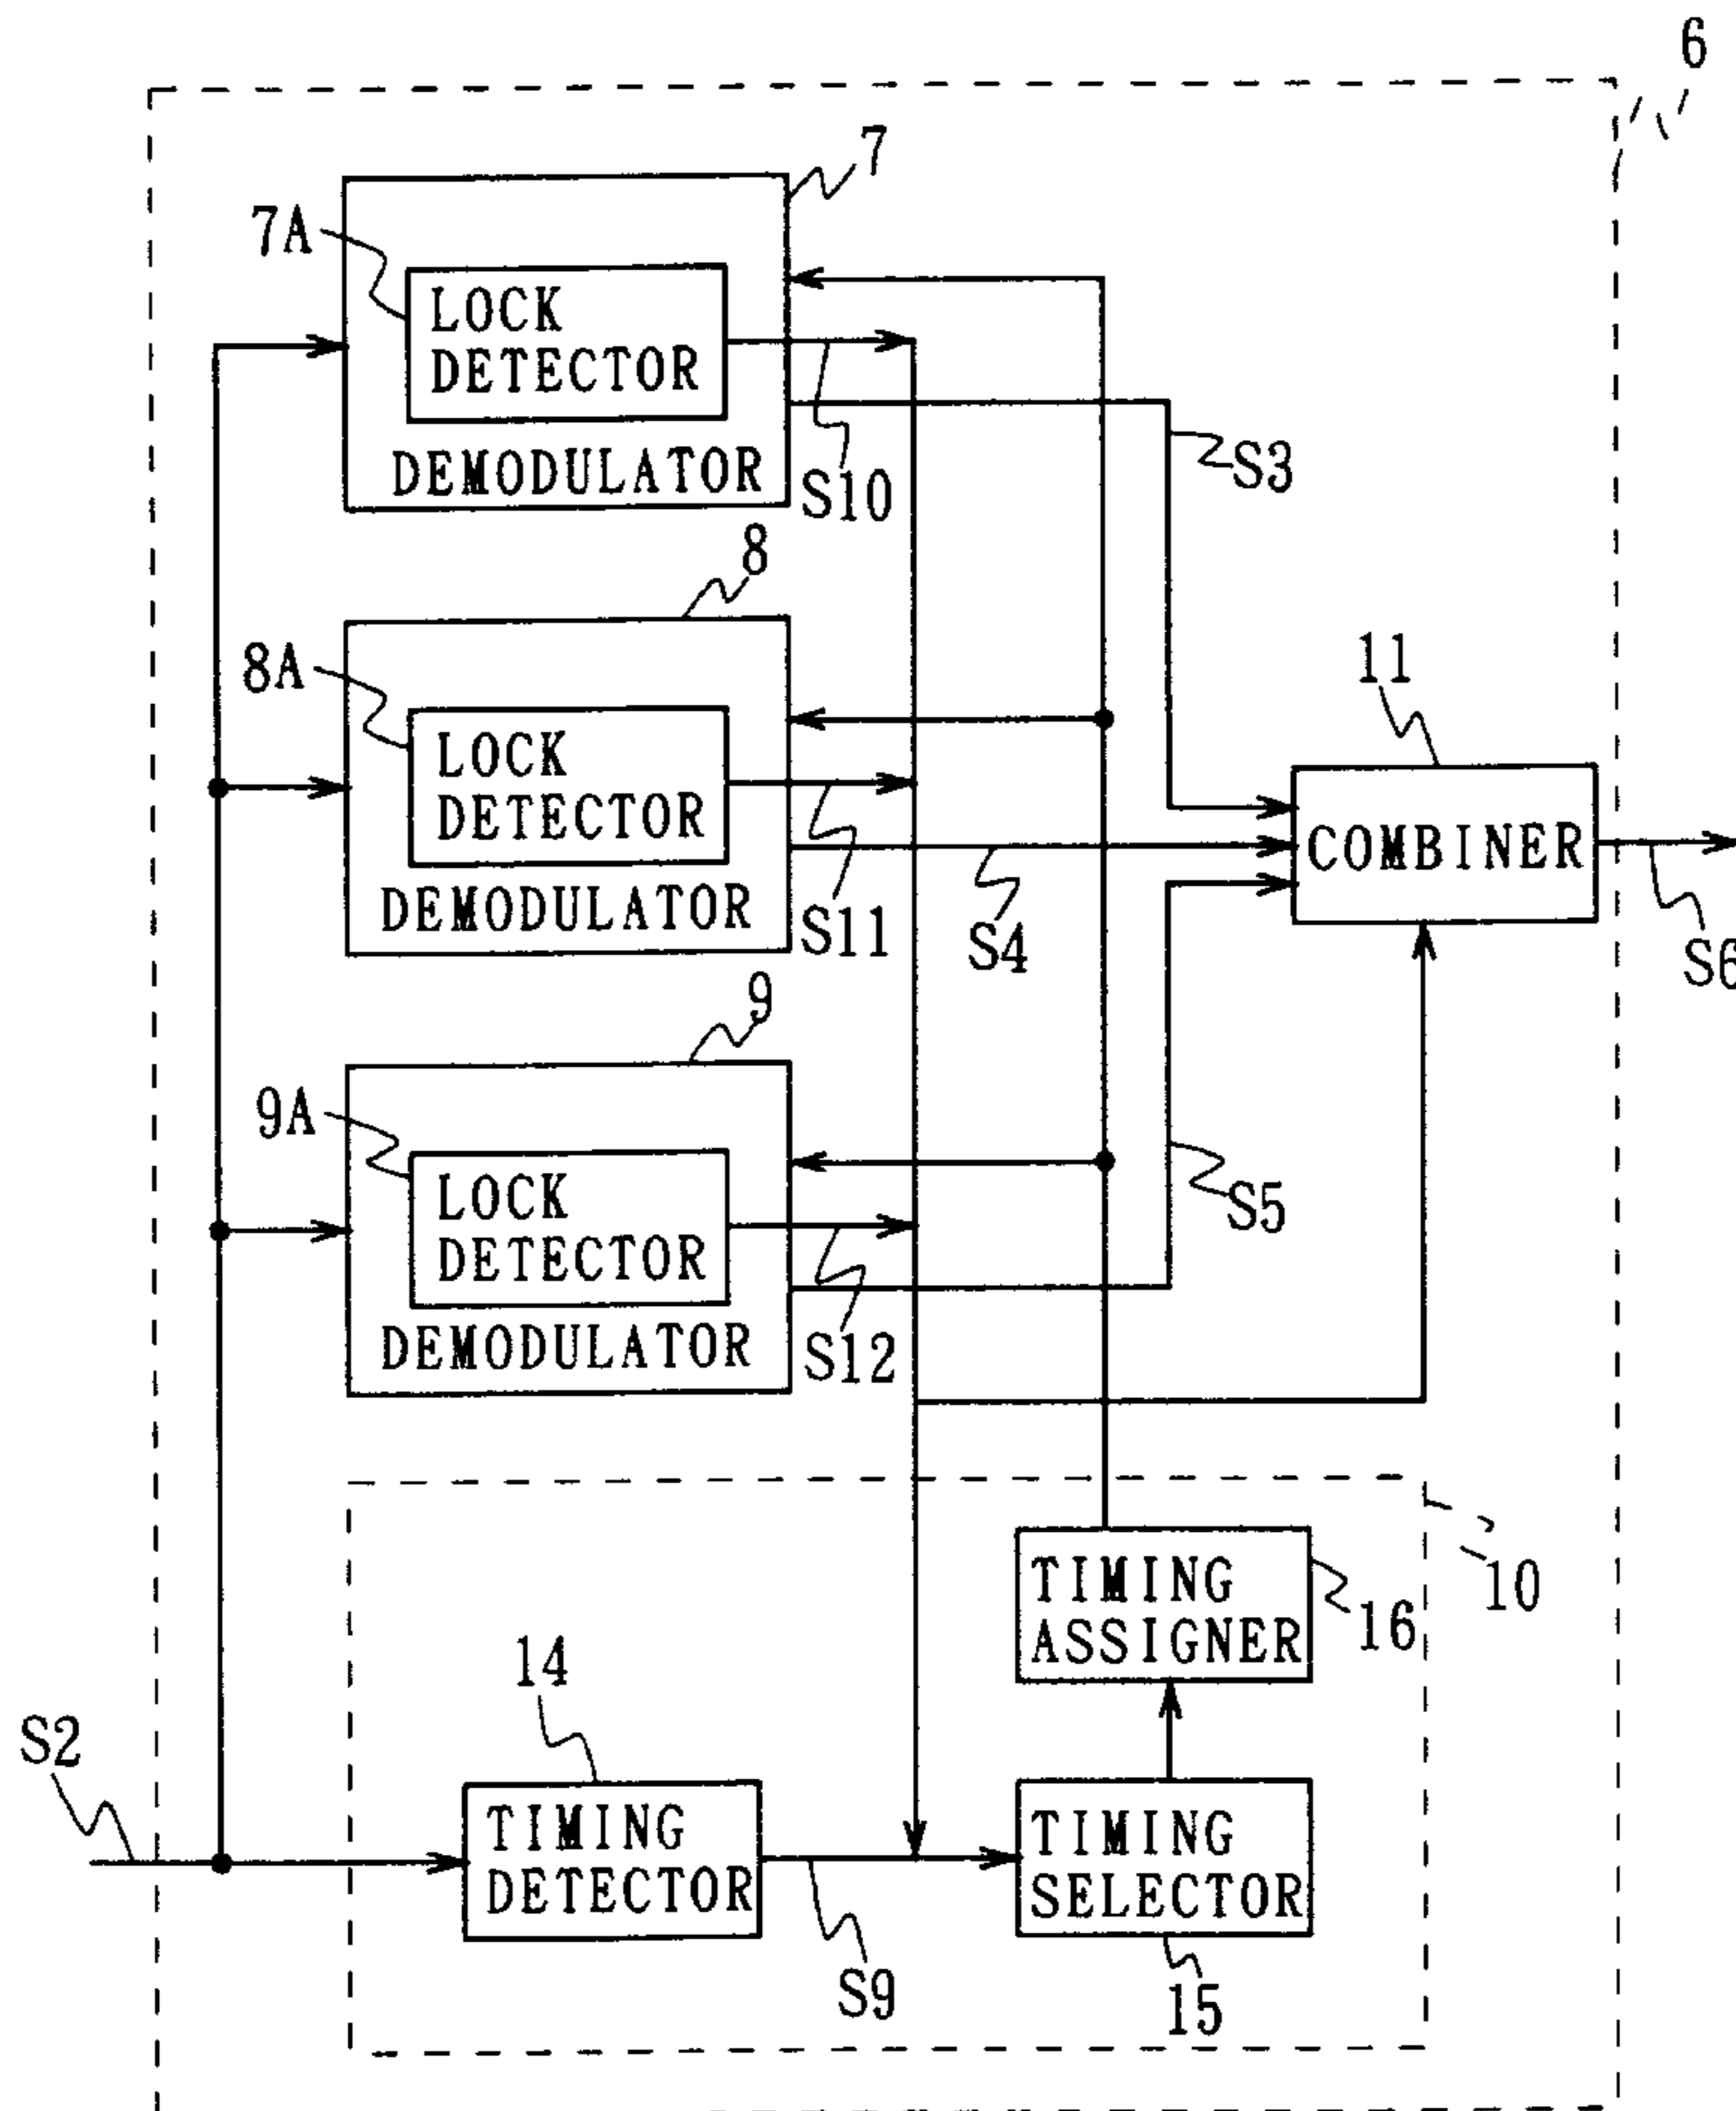 6
7
7A
LOCK
DETECTOR
DEMODULATOR
S10
S3
8
8A
LOCK
DETECTOR
DEMODULATOR
S11
S4
11
COMBINER
S6
9
9A
LOCK
DETECTOR
DEMODULATOR
S12
S5
10
TIMING
ASSIGNER
16
14
S2
TIMING
DETECTOR
S9
TIMING
SELECTOR
15